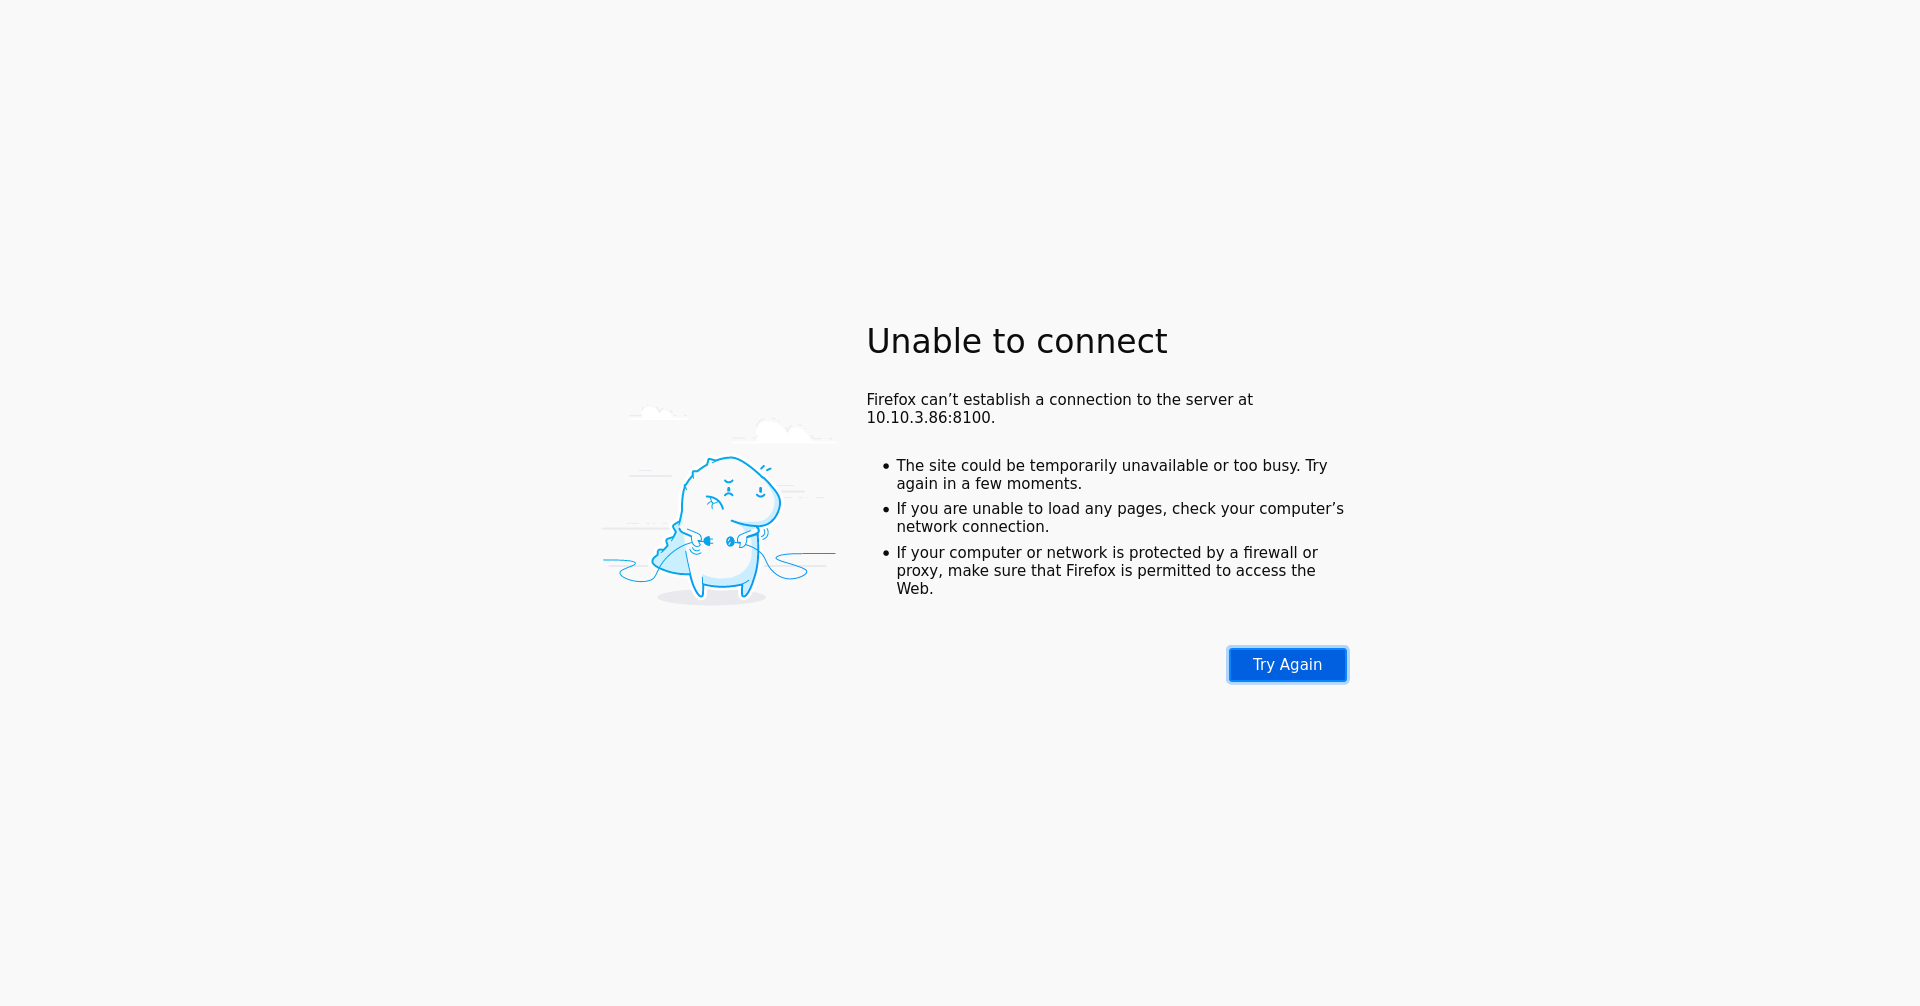 Unable to connect
Firefox can’t establish a connection to the server at
10.10.3.86:8100.
The site could be temporarily unavailable or too busy. Try
again in a few moments.
If you are unable to load any pages, check your computer’s
network connection.
If your computer or network is protected by a firewall or
proxy, make sure that Firefox is permitted to access the
Web.
Try Again